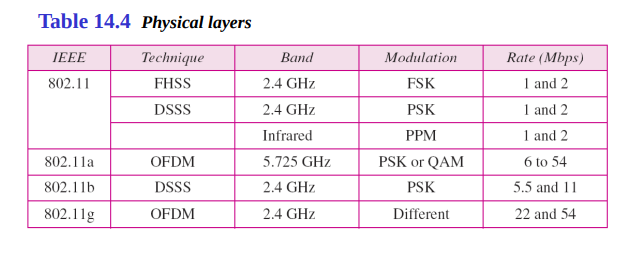 Table 14.4 Physical layers
IEEE Technique Band Modulation Rate (Mbps)
802.11 FHSS 2.4 GHz FSK 1 and 2
DSSS 2.4 GHz PSK 1 and 2
Infrared PPM 1 and 2
802.11a OFDM 5.725 GHz PSK or QAM 6 to 54
802.11b DSSS 2.4 GHz PSK 5.5 and 11
802.11g OFDM 2.4 GHz Different 22 and 54